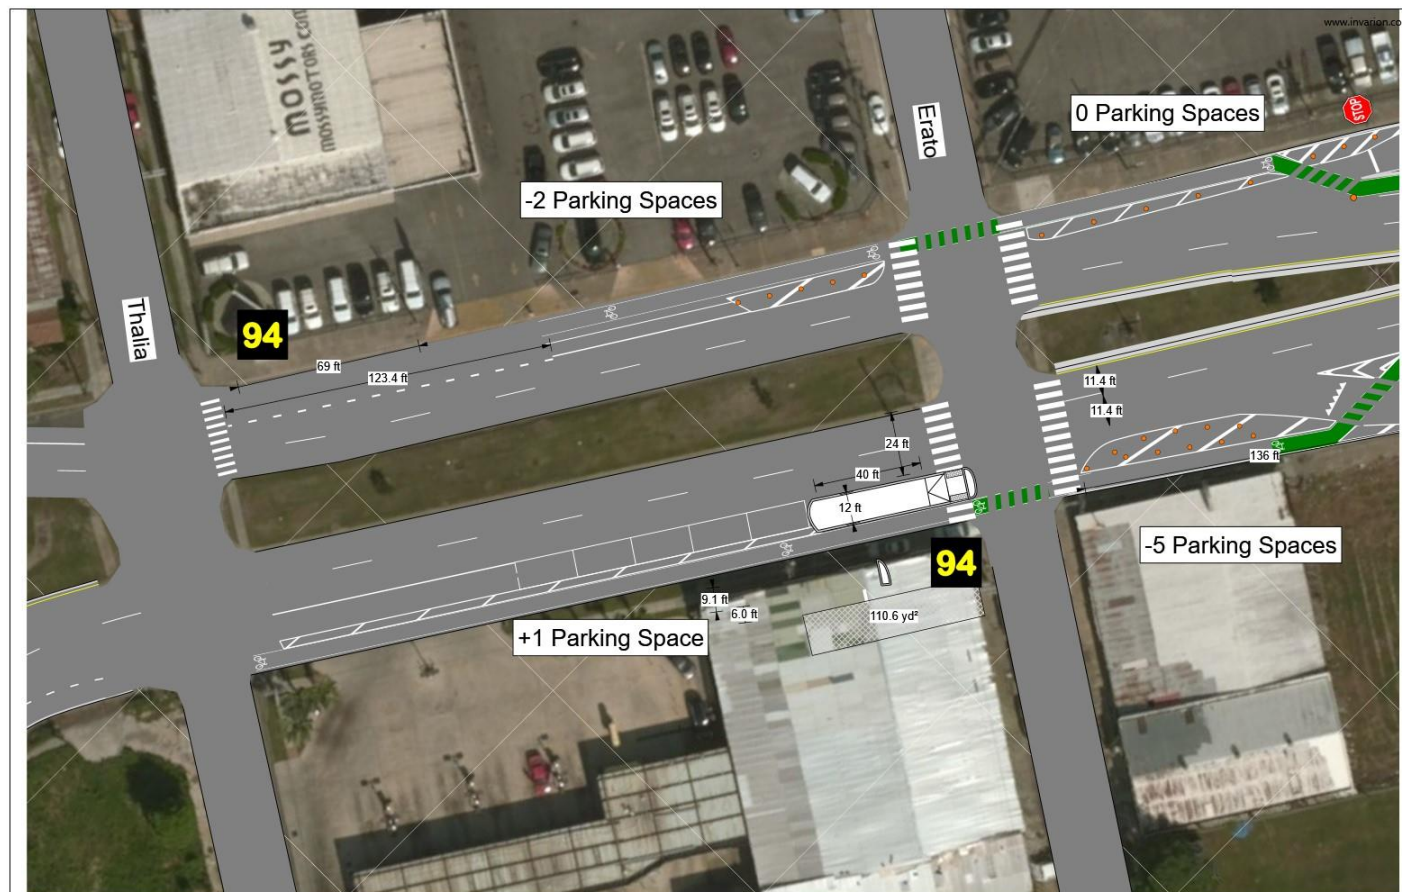 www.invarion.co
mossy
MOSSYMOTORS.COM
Erato
0 Parking Spaces
STOP
-2 Parking Spaces
Thalia
94
69 ft
123.4 ft
11.4 ft
11.4 ft
24 ft
40 ft
136 ft
12 ft
-5 Parking Spaces
94
9.1 ft
6.0 ft
110.6 yd²
+1 Parking Space